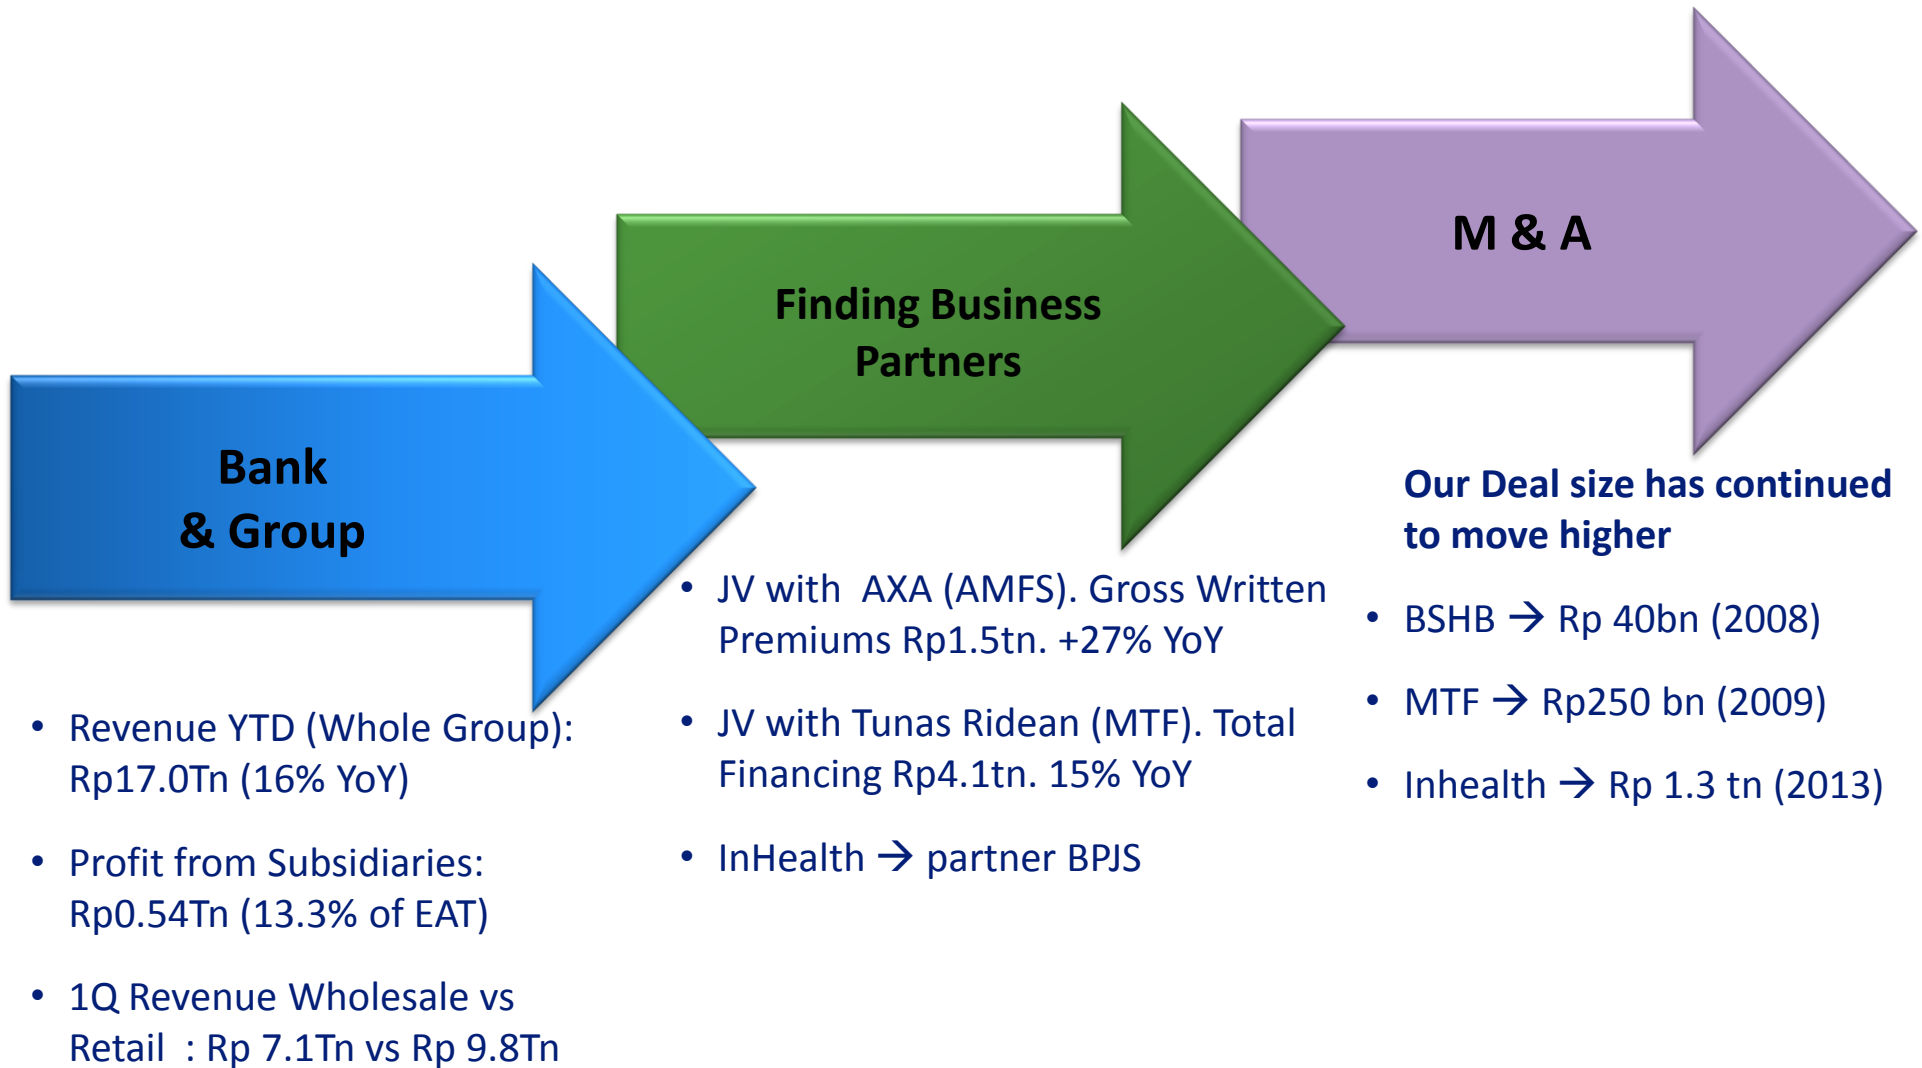 Bank
& Group
• Revenue YTD (Whole Group):
Rp17.0Tn (16% YoY)
• Profit from Subsidiaries:
Rp0.54Tn (13.3% of EAT)
• 1Q Revenue Wholesale vs
Retail : Rp 7.1Tn vs Rp 9.8Tn
Finding Business
Partners
• JV with AXA (AMFS). Gross Written
Premiums Rp1.5tn. +27% YoY
• JV with Tunas Ridean (MTF). Total
Financing Rp4.1tn. 15% YoY
• InHealth → partner BPJS
M & A
Our Deal size has continued
to move higher
• BSHB → Rp 40bn (2008)
• MTF → Rp250 bn (2009)
• Inhealth → Rp 1.3 tn (2013)